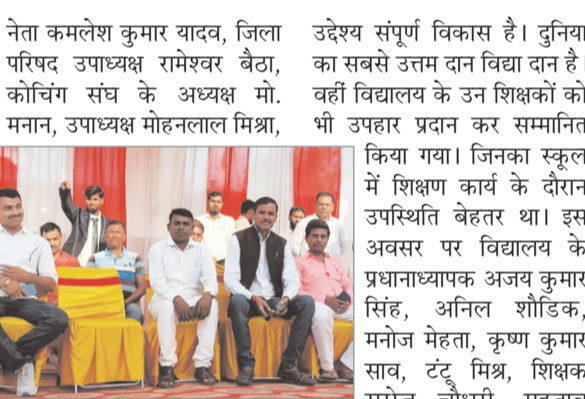 नेता कमलेश कुमार यादव, जिला
परिषद उपाध्यक्ष रामेश्वर बैठा,
कोचिंग संघ के अध्यक्ष मो.
मनान, उपाध्यक्ष मोहनलाल मिश्रा,
उद्देश्य संपूर्ण विकास है। दुनिया
का सबसे उत्तम दान विद्या दान है।
वहीं विद्यालय के उन शिक्षकों को
भी उपहार प्रदान कर सम्मानित
किया गया। जिनका स्कूल
में शिक्षण कार्य के दौरान
उपस्थिति बेहतर था। इस
अवसर पर विद्यालय के
प्रधानाध्यापक अजय कुमार
सिंह, अनिल शौडिक,
मनोज मेहता, कृष्ण कुमार
साव, टंटू मिश्र, शिक्षक